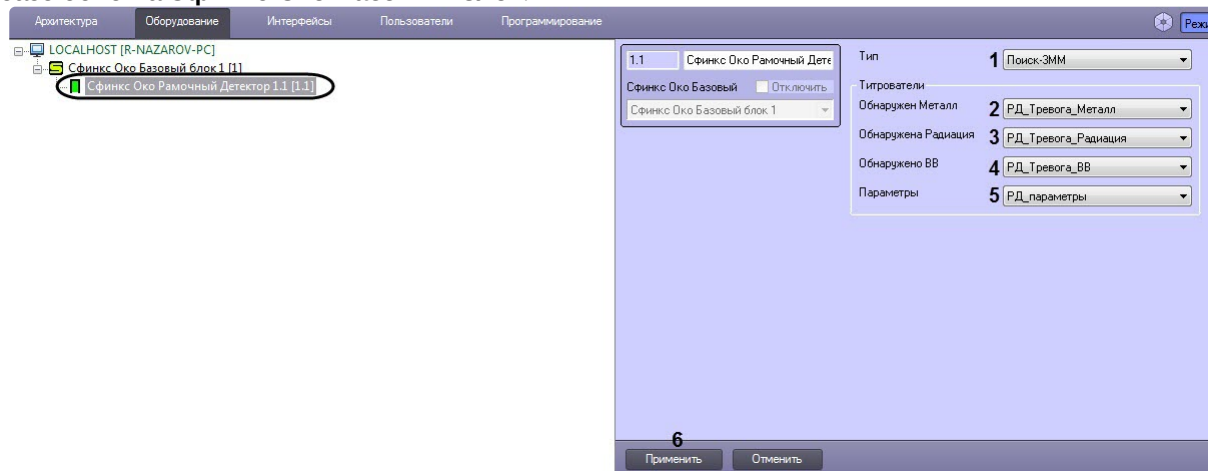 Архитектура Оборудование Интерфейсы Пользователи Программирование
LOCALHOST [R-NAZAROV-PC]
Сфинкс Око Базовый блок 1 [1]
Сфинкс Око Рамочный Детектор 1.1 [1.1]
1.1 Сфинкс Око Рамочный Дете
Сфинкс Око Базовый Отключить
Сфинкс Око Базовый блок 1
Тип 1 Поиск-3ММ
Титрователи
Обнаружен Металл 2 РД_Тревога_Металл
Обнаружена Радиация 3 РД_Тревога_Радиация
Обнаружено ВВ 4 РД_Тревога_ВВ
Параметры 5 РД_параметры
6
Применить Отменить